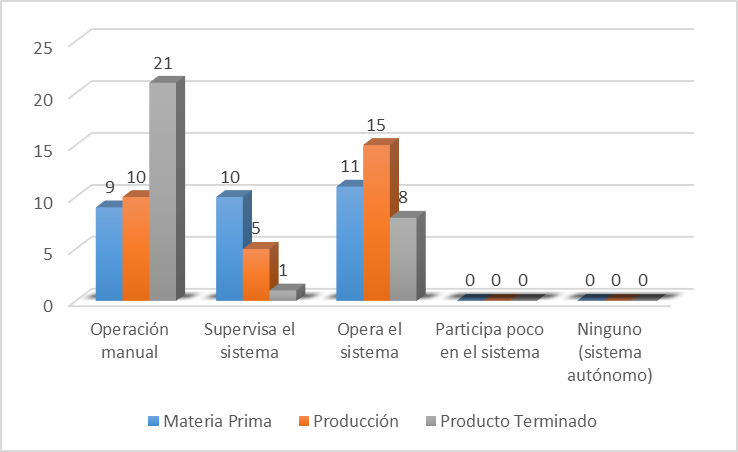 25
20
15
10
5
0
9
10
21
10
5
1
11
15
8
0
0
0
0
0
0
Operación manual
Supervisa el sistema
Opera el sistema
Participa poco en el sistema
Ninguno (sistema autónomo)
Materia Prima
Producción
Producto Terminado